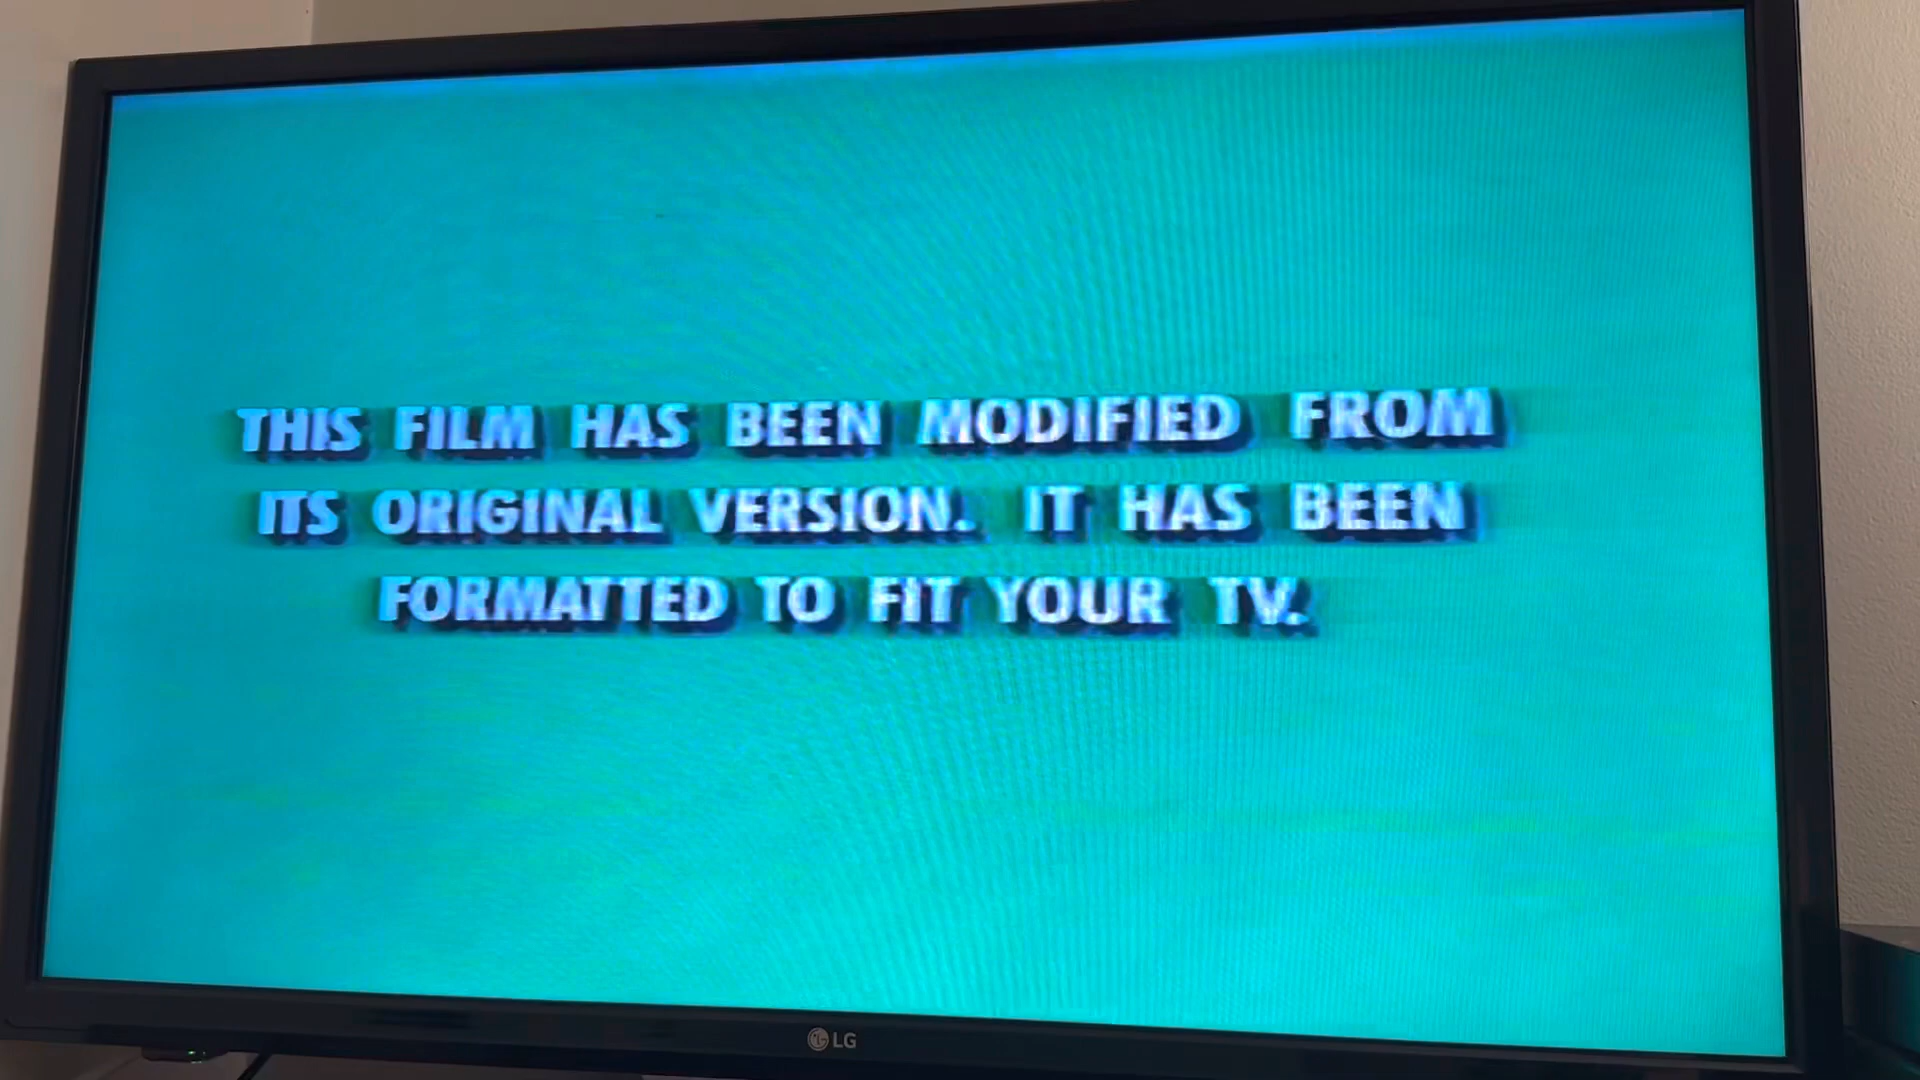 THIS FILM HAS BEEN MODIFIED FROM
ITS ORIGINAL VERSION. IT HAS BEEN
FORMATTED TO FIT YOUR TV.
LG